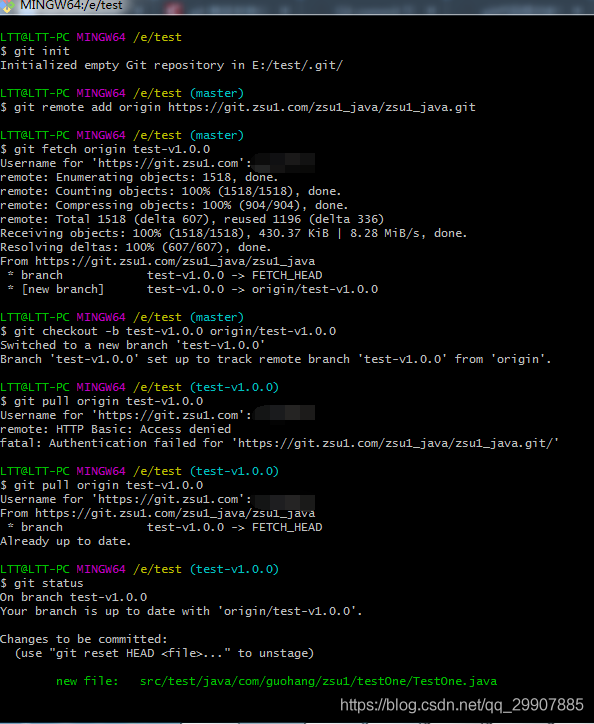 MINGW64:/e/test
LTT@LTT-PC MINGW64 /e/test
$ git init
Initialized empty Git repository in E:/test/.git/
LTT@LTT-PC MINGW64 /e/test (master)
$ git remote add origin https://git.zsu1.com/zsu1_java/zsu1_java.git
LTT@LTT-PC MINGW64 /e/test (master)
$ git fetch origin test-v1.0.0
Username for 'https://git.zsu1.com':
remote: Enumerating objects: 1518, done.
remote: Counting objects: 100% (1518/1518), done.
remote: Compressing objects: 100% (904/904), done.
remote: Total 1518 (delta 607), reused 1196 (delta 336)
Receiving objects: 100% (1518/1518), 430.37 KiB | 8.28 MiB/s, done.
Resolving deltas: 100% (607/607), done.
From https://git.zsu1.com/zsu1_java/zsu1_java
 * branch            test-v1.0.0 -> FETCH_HEAD
 * [new branch]      test-v1.0.0 -> origin/test-v1.0.0
LTT@LTT-PC MINGW64 /e/test (master)
$ git checkout -b test-v1.0.0 origin/test-v1.0.0
Switched to a new branch 'test-v1.0.0'
Branch 'test-v1.0.0' set up to track remote branch 'test-v1.0.0' from 'origin'.
LTT@LTT-PC MINGW64 /e/test (test-v1.0.0)
$ git pull origin test-v1.0.0
Username for 'https://git.zsu1.com':
remote: HTTP Basic: Access denied
fatal: Authentication failed for 'https://git.zsu1.com/zsu1_java/zsu1_java.git/'
LTT@LTT-PC MINGW64 /e/test (test-v1.0.0)
$ git pull origin test-v1.0.0
Username for 'https://git.zsu1.com':
From https://git.zsu1.com/zsu1_java/zsu1_java
 * branch            test-v1.0.0 -> FETCH_HEAD
Already up to date.
LTT@LTT-PC MINGW64 /e/test (test-v1.0.0)
$ git status
On branch test-v1.0.0
Your branch is up to date with 'origin/test-v1.0.0'.
Changes to be committed:
  (use "git reset HEAD <file>..." to unstage)
        new file:   src/test/java/com/guohang/zsu1/testOne/TestOne.java
https://blog.csdn.net/qq_29907885